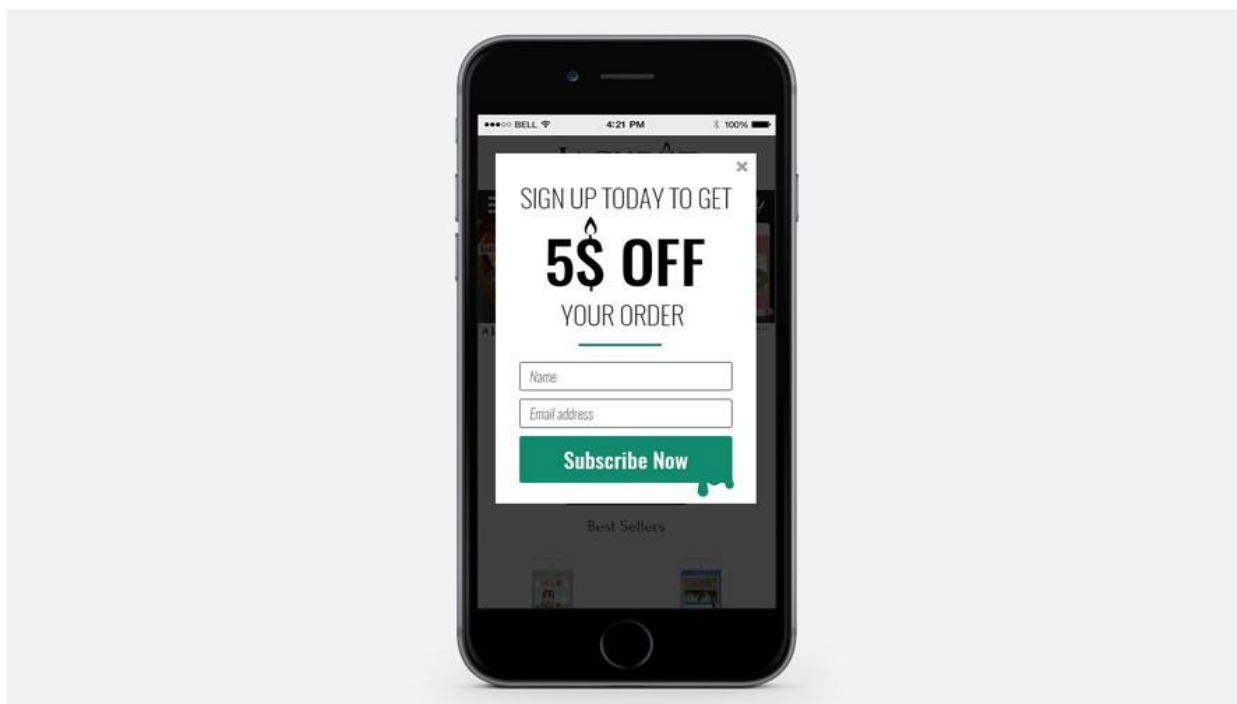 BELL
4:21 PM
100%
SIGN UP TODAY TO GET
5$ OFF
YOUR ORDER
Name
Email address
Subscribe Now
Best Sellers